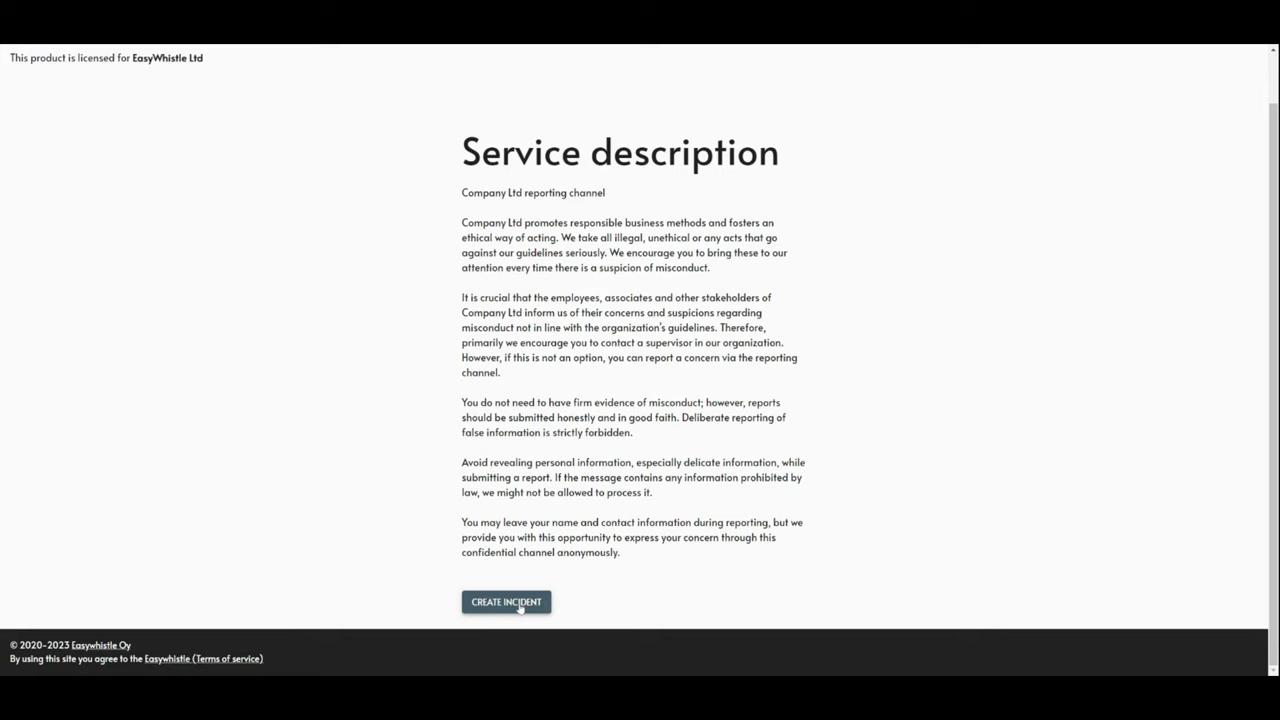 This product is licensed for EasyWhistle Ltd
Service description
Company Ltd reporting channel
Company Ltd promotes responsible business methods and fosters an
ethical way of acting. We take all illegal, unethical or any acts that go
against our guidelines seriously. We encourage you to bring these to our
attention every time there is a suspicion of misconduct.
It is crucial that the employees, associates and other stakeholders of
Company Ltd inform us of their concerns and suspicions regarding
misconduct not in line with the organization's guidelines. Therefore,
primarily we encourage you to contact a supervisor in our organization.
However, if this is not an option, you can report a concern via the reporting
channel.
You do not need to have firm evidence of misconduct; however, reports
should be submitted honestly and in good faith. Deliberate reporting of
false information is strictly forbidden.
Avoid revealing personal information, especially delicate information, while
submitting a report. If the message contains any information prohibited by
law, we might not be allowed to process it.
You may leave your name and contact information during reporting, but we
provide you with this opportunity to express your concern through this
confidential channel anonymously.
CREATE INCIDENT
© 2020-2023 Easywhistle Oy
By using this site you agree to the Easywhistle (Terms of service)